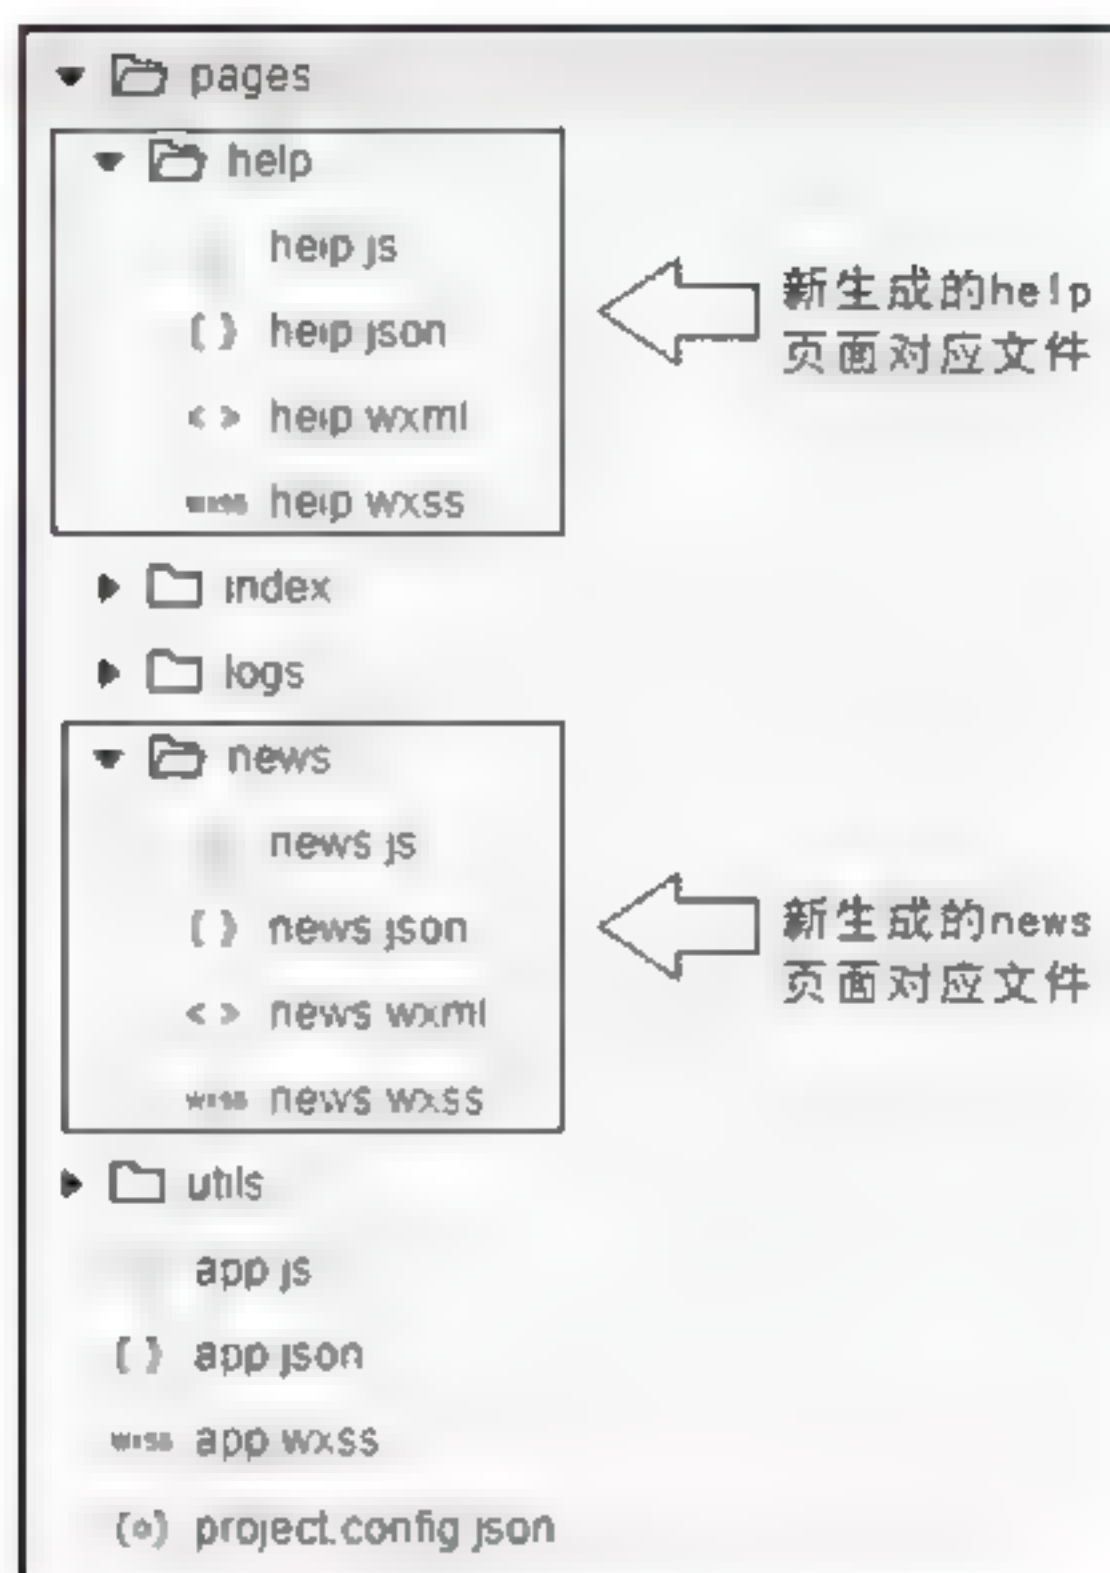 pages
help
help.js
{ } help.json
< > help.wxml
wxss help.wxss
新生成的help
页面对应文件
index
logs
news
news.js
{ } news.json
< > news.wxml
wxss news.wxss
新生成的news
页面对应文件
utils
app.js
{ } app.json
wxss app.wxss
{o} project.config.json